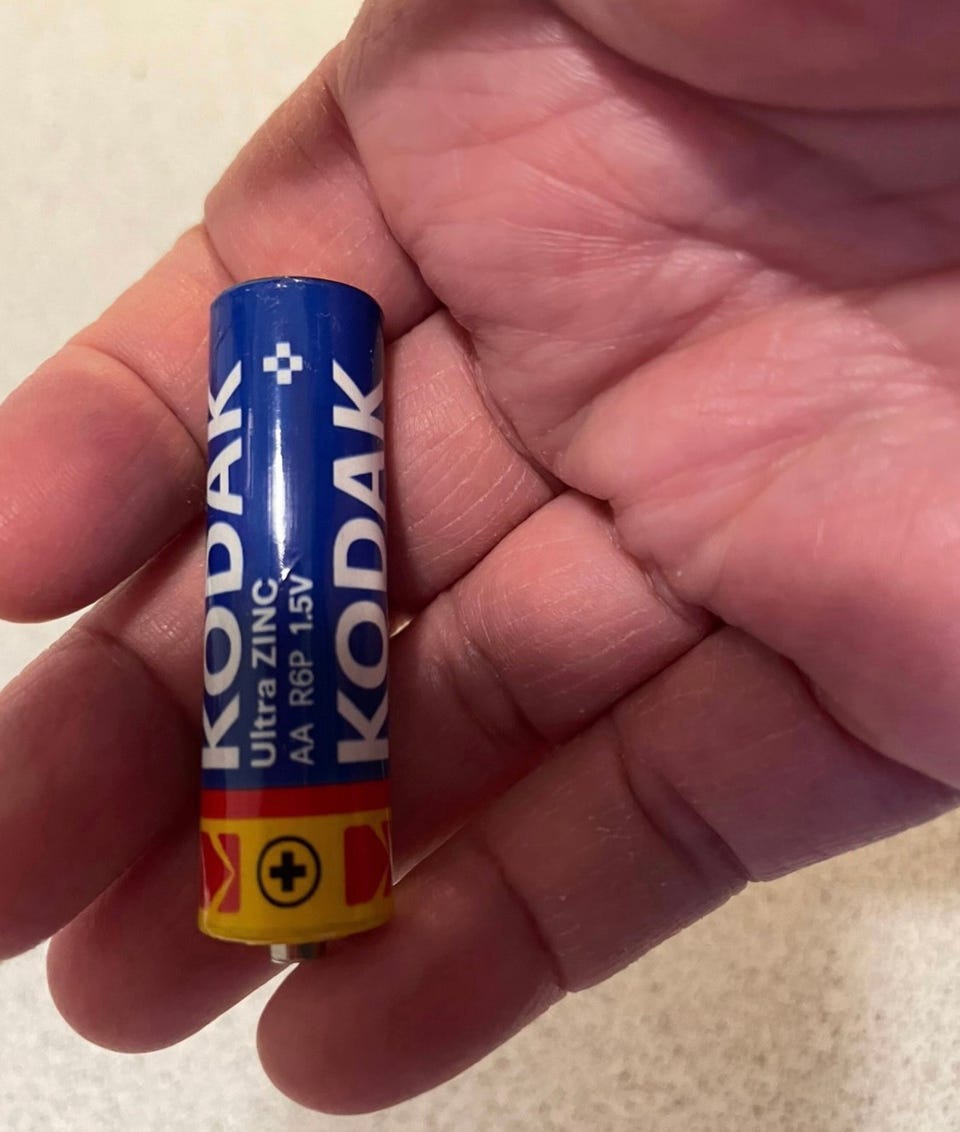 KODAK
Ultra ZINC
AA R6P 1.5V
KODAK